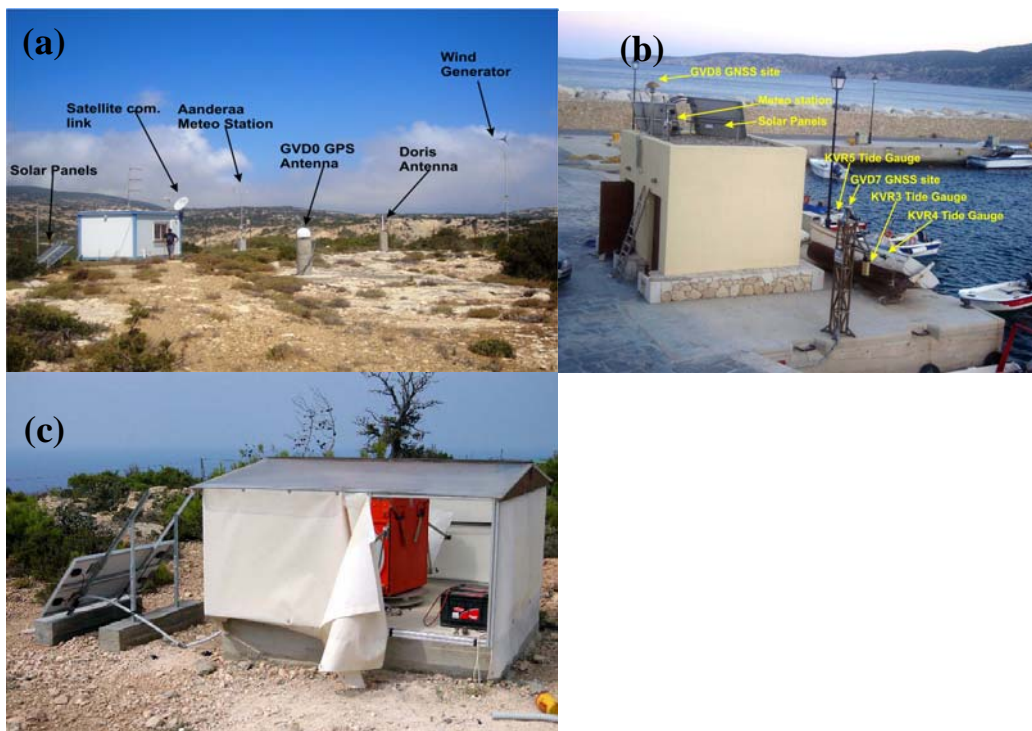 (a)
Wind
Generator
Satellite com.
link
Aanderaa
Meteo Station
GVD0 GPS
Antenna
Doris
Antenna
Solar Panels
(b)
GVD8 GNSS site
Meteo station
Solar Panels
KVR5 Tide Gauge
GVD7 GNSS site
KVR3 Tide Gauge
KVR4 Tide Gauge
(c)